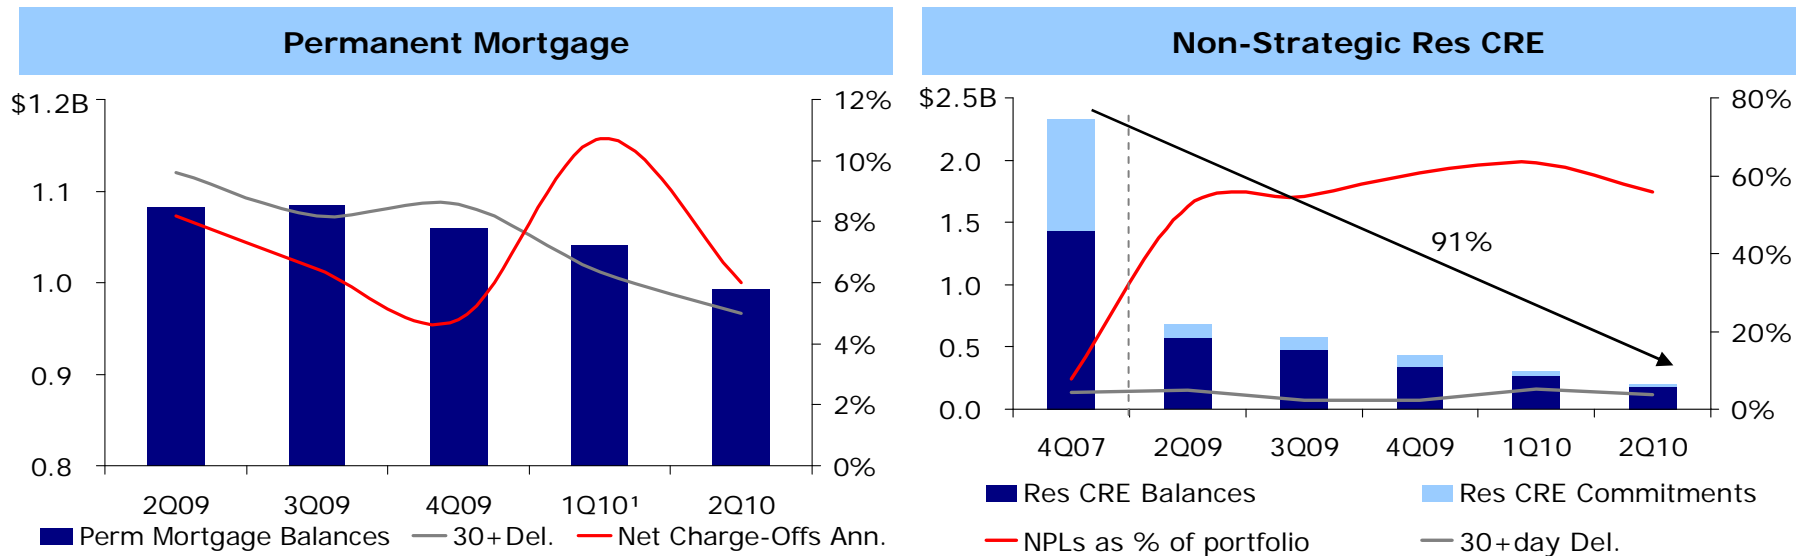 Permanent Mortgage
$1.2B
1.1
1.0
0.9
0.8
12%
10%
8%
6%
4%
2%
0%
2Q09 3Q09 4Q09 1Q10¹ 2Q10
Perm Mortgage Balances 30+Del. Net Charge-Offs Ann.
Non-Strategic Res CRE
$2.5B
2.0
1.5
1.0
0.5
0.0
91%
80%
60%
40%
20%
0%
4Q07 2Q09 3Q09 4Q09 1Q10 2Q10
Res CRE Balances Res CRE Commitments
NPLs as % of portfolio 30+day Del.